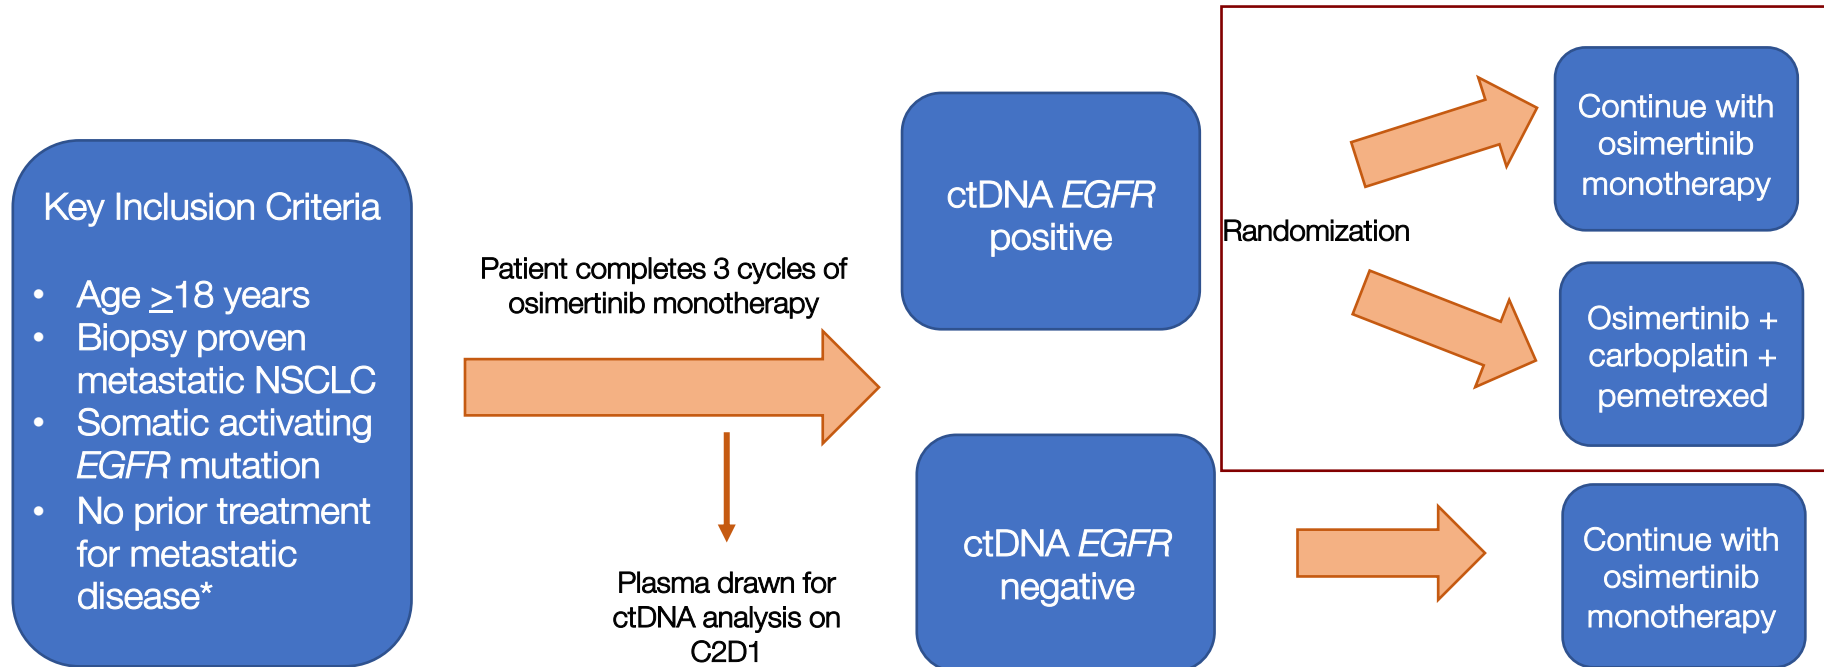 Key Inclusion Criteria
• Age ≥18 years
• Biopsy proven
metastatic NSCLC
• Somatic activating
EGFR mutation
• No prior treatment
for metastatic
disease*
Patient completes 3 cycles of
osimertinib monotherapy
Plasma drawn for
ctDNA analysis on
C2D1
ctDNA EGFR
positive
ctDNA EGFR
negative
Randomization
Continue with
osimertinib
monotherapy
Osimertinib +
carboplatin +
pemetrexed
Continue with
osimertinib
monotherapy